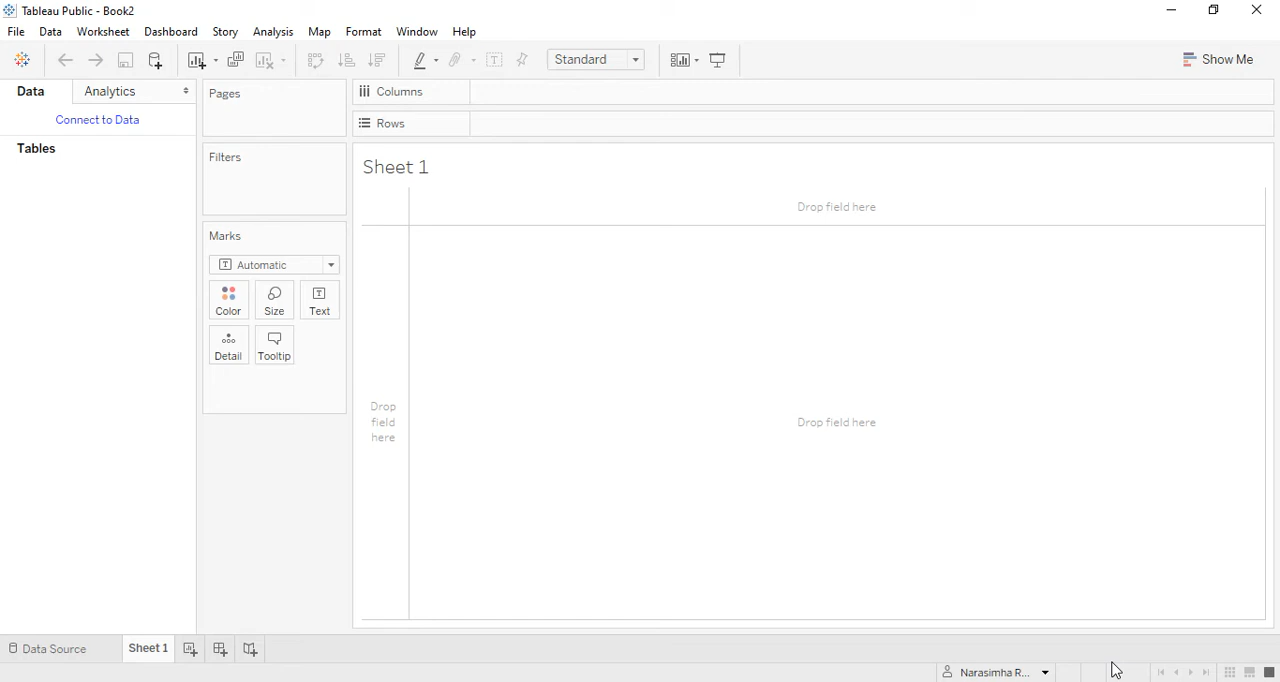 Tableau Public - Book2
File Data Worksheet Dashboard Story Analysis Map Format Window Help
Standard
Show Me
Data Analytics
Connect to Data
Tables
Pages
Filters
Marks
Automatic
Color Size Text
Detail Tooltip
Columns
Rows
Sheet 1
Drop field here
Drop
field
here
Drop field here
Data Source Sheet 1
Narasimha R...